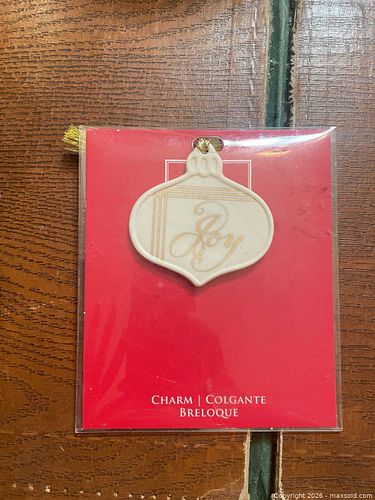 Joy
CHARM | COLGANTE
BRELOQUE
Copyright 2026 - maxsold.com